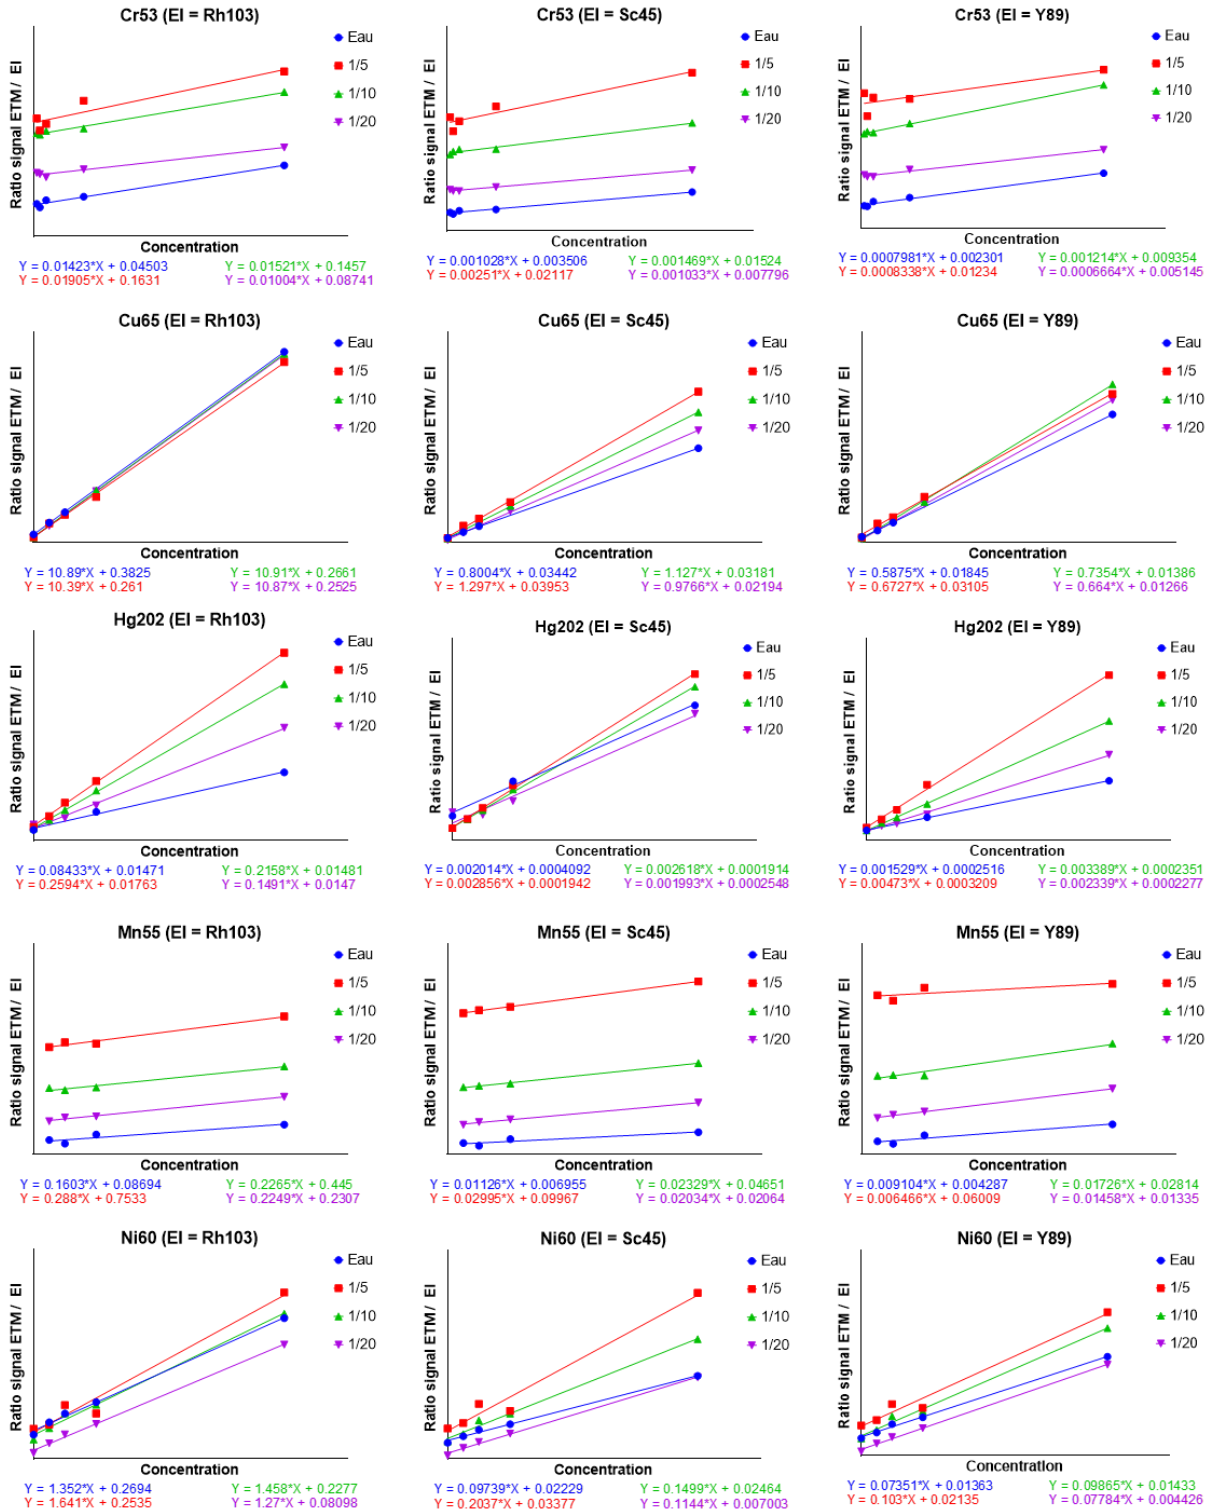 Cr53 (EI = Rh103)
Ratio signal ETM / EI
Eau
1/5
1/10
1/20
Concentration
Y = 0.01423*X + 0.04503
Y = 0.01521*X + 0.1457
Y = 0.01905*X + 0.1631
Y = 0.01004*X + 0.08741
Cr53 (EI = Sc45)
Ratio signal ETM / EI
Eau
1/5
1/10
1/20
Concentration
Y = 0.001028*X + 0.003506
Y = 0.001469*X + 0.01524
Y = 0.00251*X + 0.02117
Y = 0.001033*X + 0.007796
Cr53 (EI = Y89)
Ratio signal ETM / EI
Eau
1/5
1/10
1/20
Concentration
Y = 0.0007981*X + 0.002301
Y = 0.001214*X + 0.009354
Y = 0.0008338*X + 0.01234
Y = 0.0006664*X + 0.005145
Cu65 (EI = Rh103)
Ratio signal ETM / EI
Eau
1/5
1/10
1/20
Concentration
Y = 10.89*X + 0.3825
Y = 10.91*X + 0.2661
Y = 10.39*X + 0.261
Y = 10.87*X + 0.2525
Cu65 (EI = Sc45)
Ratio signal ETM / EI
Eau
1/5
1/10
1/20
Concentration
Y = 0.8004*X + 0.03442
Y = 1.127*X + 0.03181
Y = 1.297*X + 0.03953
Y = 0.9766*X + 0.02194
Cu65 (EI = Y89)
Ratio signal ETM / EI
Eau
1/5
1/10
1/20
Concentration
Y = 0.5875*X + 0.01845
Y = 0.7354*X + 0.01386
Y = 0.6727*X + 0.03105
Y = 0.664*X + 0.01266
Hg202 (EI = Rh103)
Ratio signal ETM / EI
Eau
1/5
1/10
1/20
Concentration
Y = 0.08433*X + 0.01471
Y = 0.2158*X + 0.01481
Y = 0.2594*X + 0.01763
Y = 0.1491*X + 0.0147
Hg202 (EI = Sc45)
Ratio signal ETM / EI
Eau
1/5
1/10
1/20
Concentration
Y = 0.002014*X + 0.0004092
Y = 0.002618*X + 0.0001914
Y = 0.002856*X + 0.0001942
Y = 0.001993*X + 0.0002548
Hg202 (EI = Y89)
Ratio signal ETM / EI
Eau
1/5
1/10
1/20
Concentration
Y = 0.001529*X + 0.0002516
Y = 0.003389*X + 0.0002351
Y = 0.00473*X + 0.0003209
Y = 0.002339*X + 0.0002277
Mn55 (EI = Rh103)
Ratio signal ETM / EI
Eau
1/5
1/10
1/20
Concentration
Y = 0.1603*X + 0.08694
Y = 0.2265*X + 0.445
Y = 0.288*X + 0.7533
Y = 0.2249*X + 0.2307
Mn55 (EI = Sc45)
Ratio signal ETM / EI
Eau
1/5
1/10
1/20
Concentration
Y = 0.01126*X + 0.006955
Y = 0.02329*X + 0.04651
Y = 0.02995*X + 0.09967
Y = 0.02034*X + 0.02064
Mn55 (EI = Y89)
Ratio signal ETM / EI
Eau
1/5
1/10
1/20
Concentration
Y = 0.009104*X + 0.004287
Y = 0.01726*X + 0.02814
Y = 0.006466*X + 0.06009
Y = 0.01458*X + 0.01335
Ni60 (EI = Rh103)
Ratio signal ETM / EI
Eau
1/5
1/10
1/20
Concentration
Y = 1.352*X + 0.2694
Y = 1.458*X + 0.2277
Y = 1.641*X + 0.2535
Y = 1.27*X + 0.08098
Ni60 (EI = Sc45)
Ratio signal ETM / EI
Eau
1/5
1/10
1/20
Concentration
Y = 0.09739*X + 0.02229
Y = 0.1499*X + 0.02464
Y = 0.2037*X + 0.03377
Y = 0.1144*X + 0.007003
Ni60 (EI = Y89)
Ratio signal ETM / EI
Eau
1/5
1/10
1/20
Concentration
Y = 0.07351*X + 0.01363
Y = 0.09865*X + 0.01433
Y = 0.103*X + 0.02135
Y = 0.07784*X + 0.004426